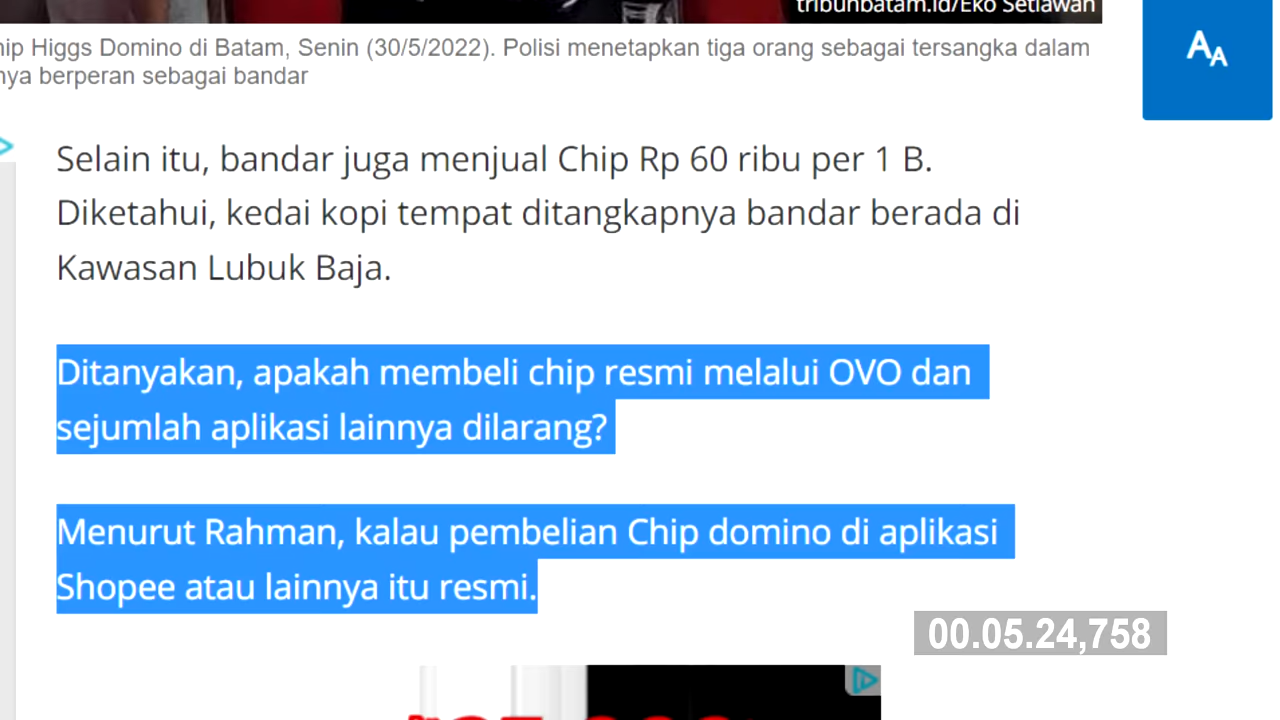 tribunbatam.id/Eko Setiawan
hip Higgs Domino di Batam, Senin (30/5/2022). Polisi menetapkan tiga orang sebagai tersangka dalam
nya berperan sebagai bandar
AA
Selain itu, bandar juga menjual Chip Rp 60 ribu per 1 B.
Diketahui, kedai kopi tempat ditangkapnya bandar berada di
Kawasan Lubuk Baja.
Ditanyakan, apakah membeli chip resmi melalui OVO dan
sejumlah aplikasi lainnya dilarang?
Menurut Rahman, kalau pembelian Chip domino di aplikasi
Shopee atau lainnya itu resmi.
00.05.24,758